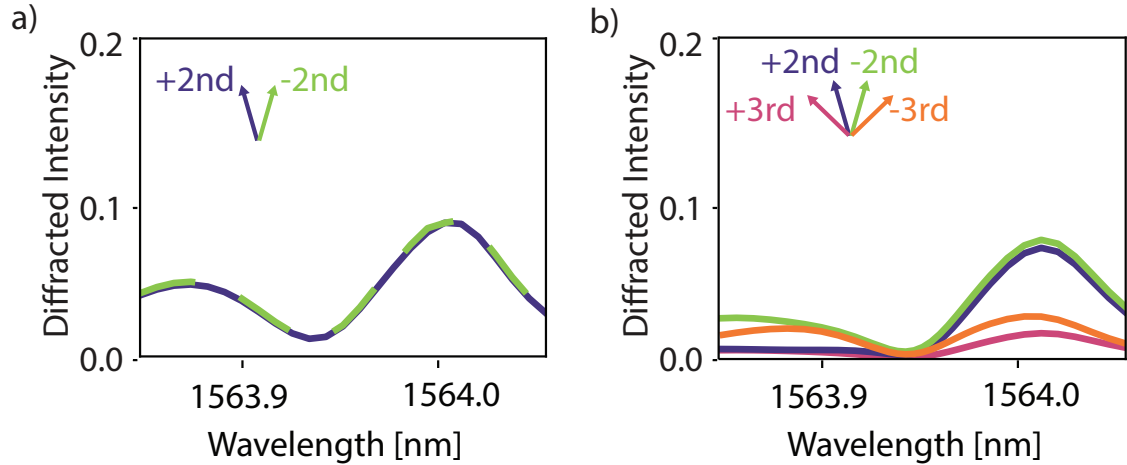 a)
0.2
+2nd -2nd
Diffracted Intensity
0.1
0.0
1563.9 1564.0
Wavelength [nm]
b)
0.2
+2nd -2nd
+3rd -3rd
Diffracted Intensity
0.1
0.0
1563.9 1564.0
Wavelength [nm]